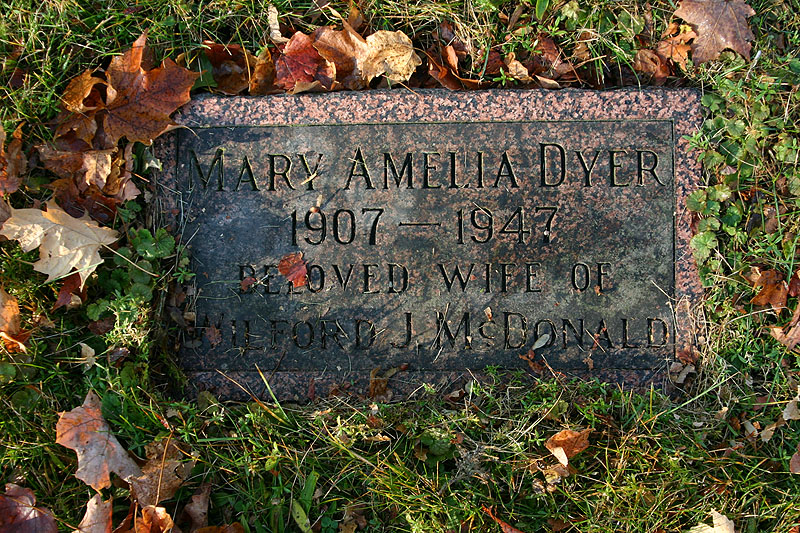 Mary Amelia Dyer
1907 — 1947
Beloved Wife of
Wilford J. McDonald